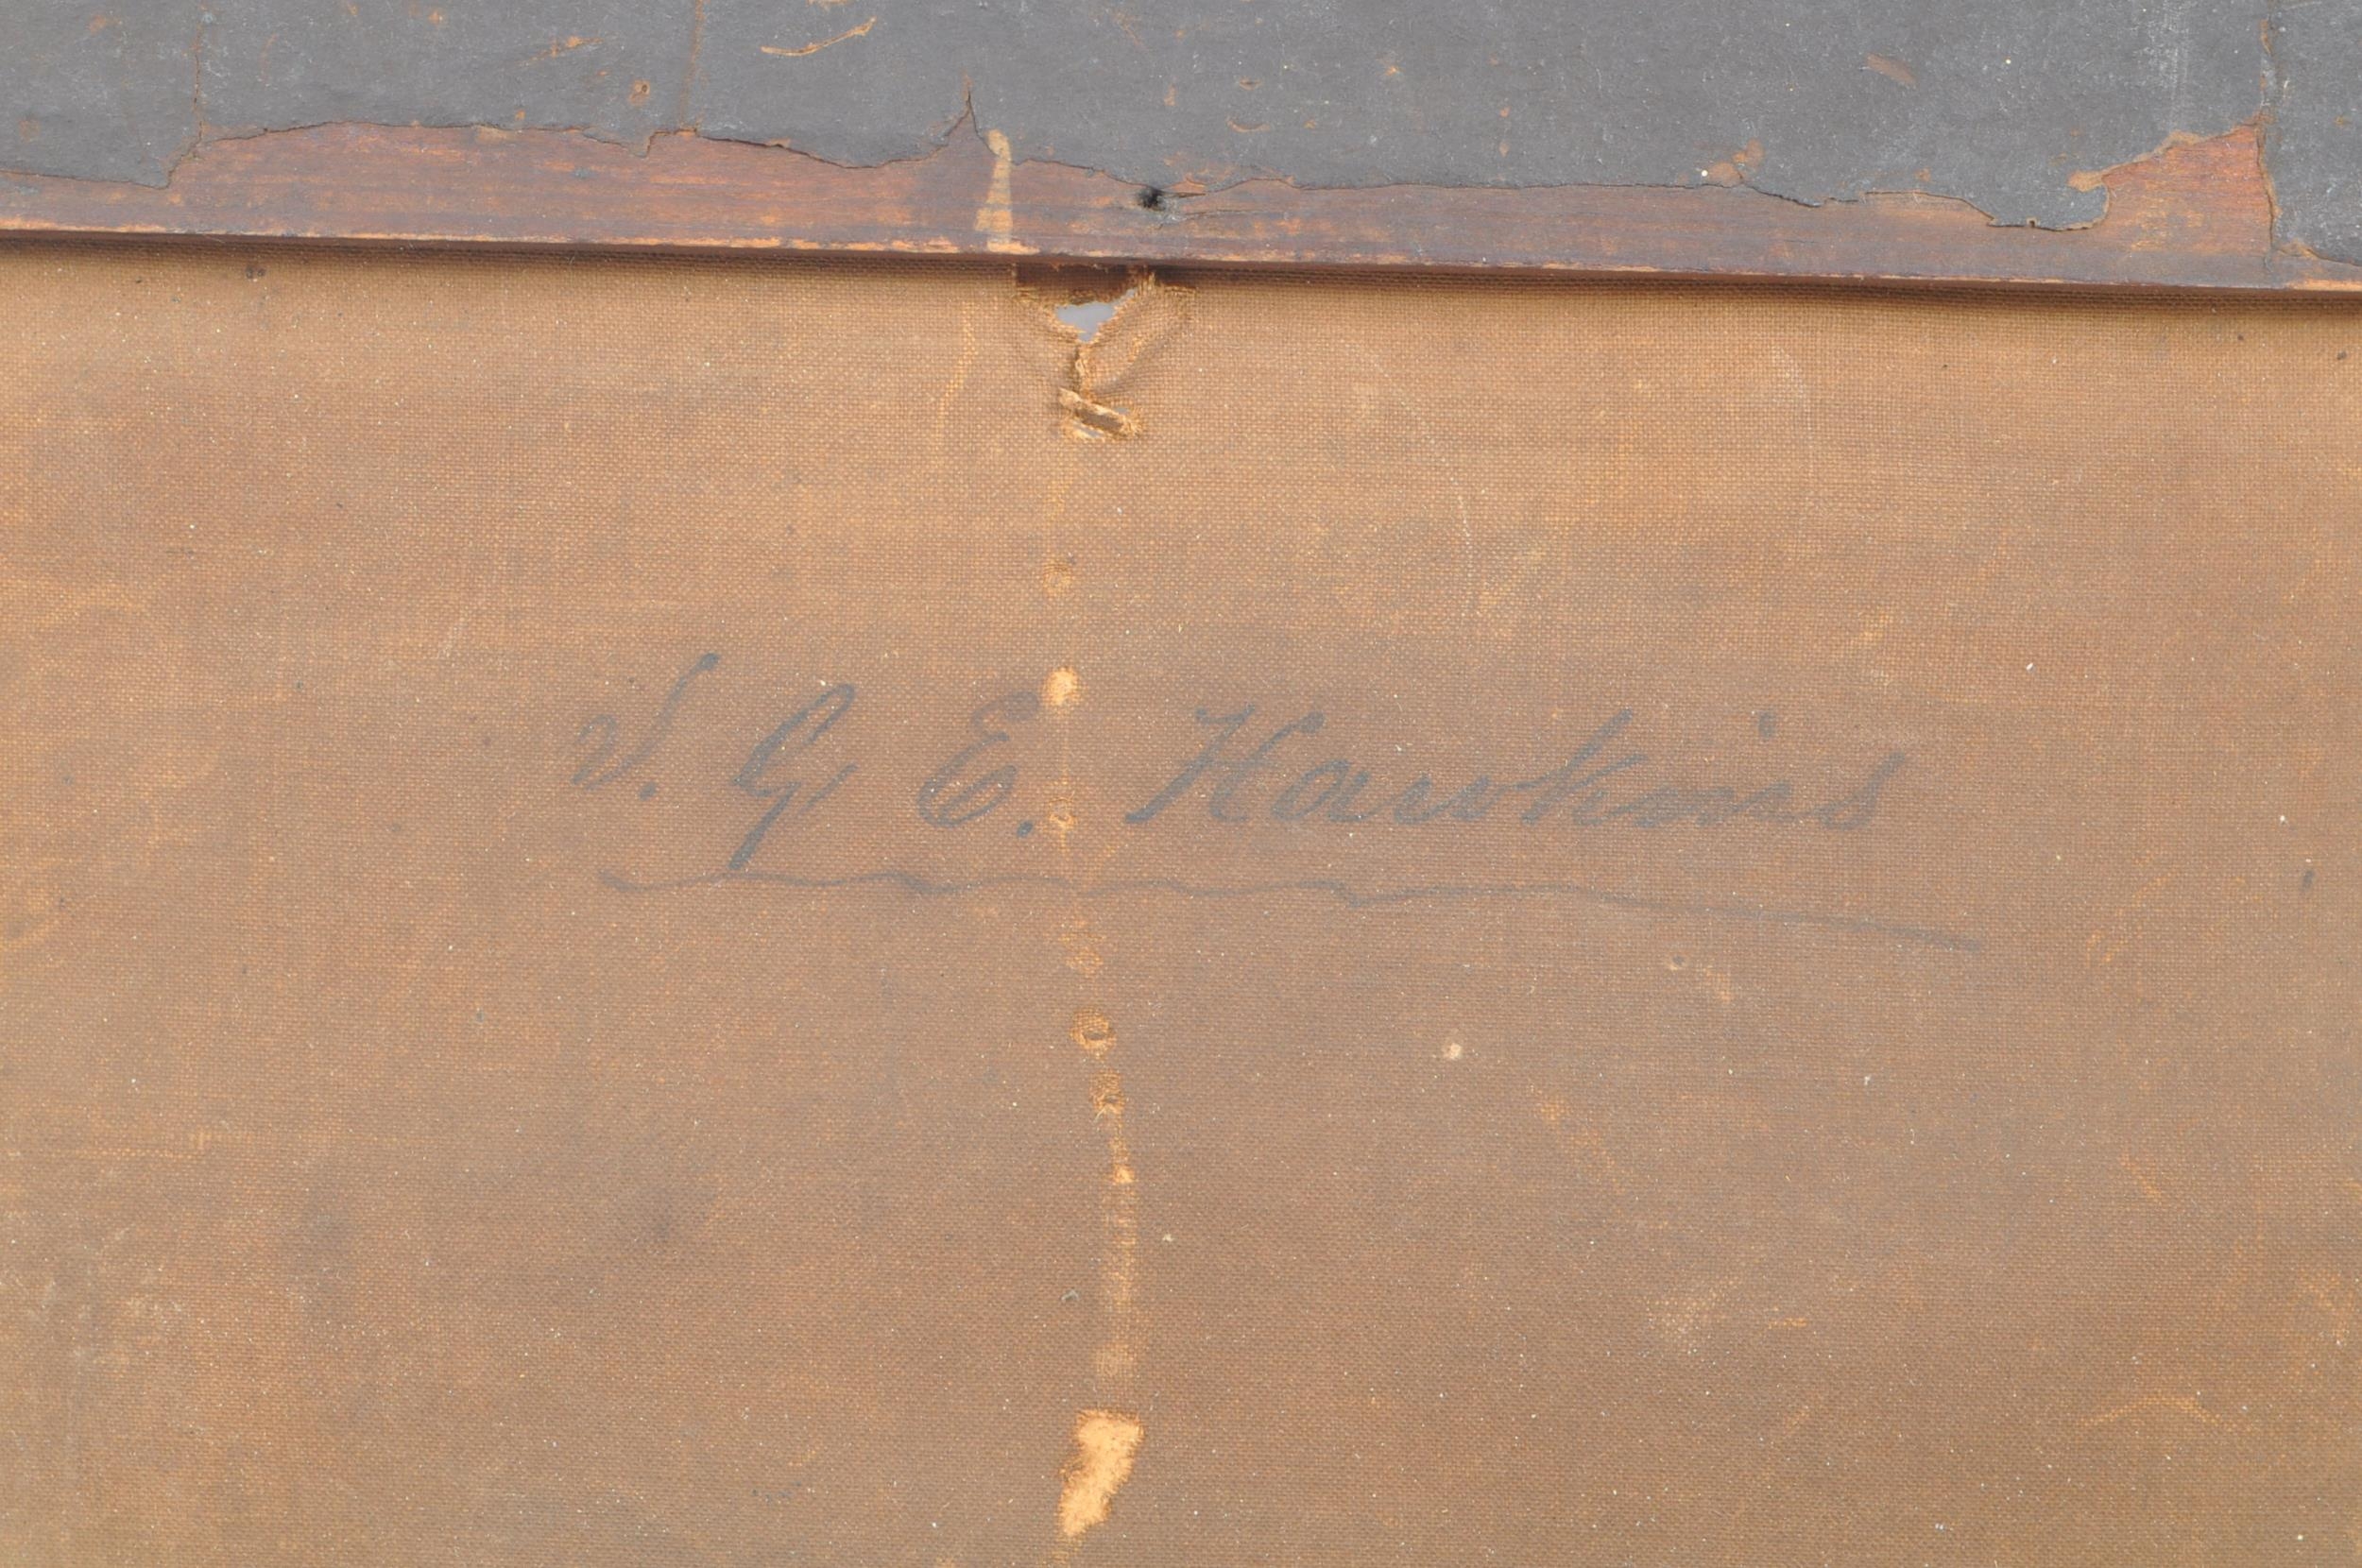 S. G E. Hawkins